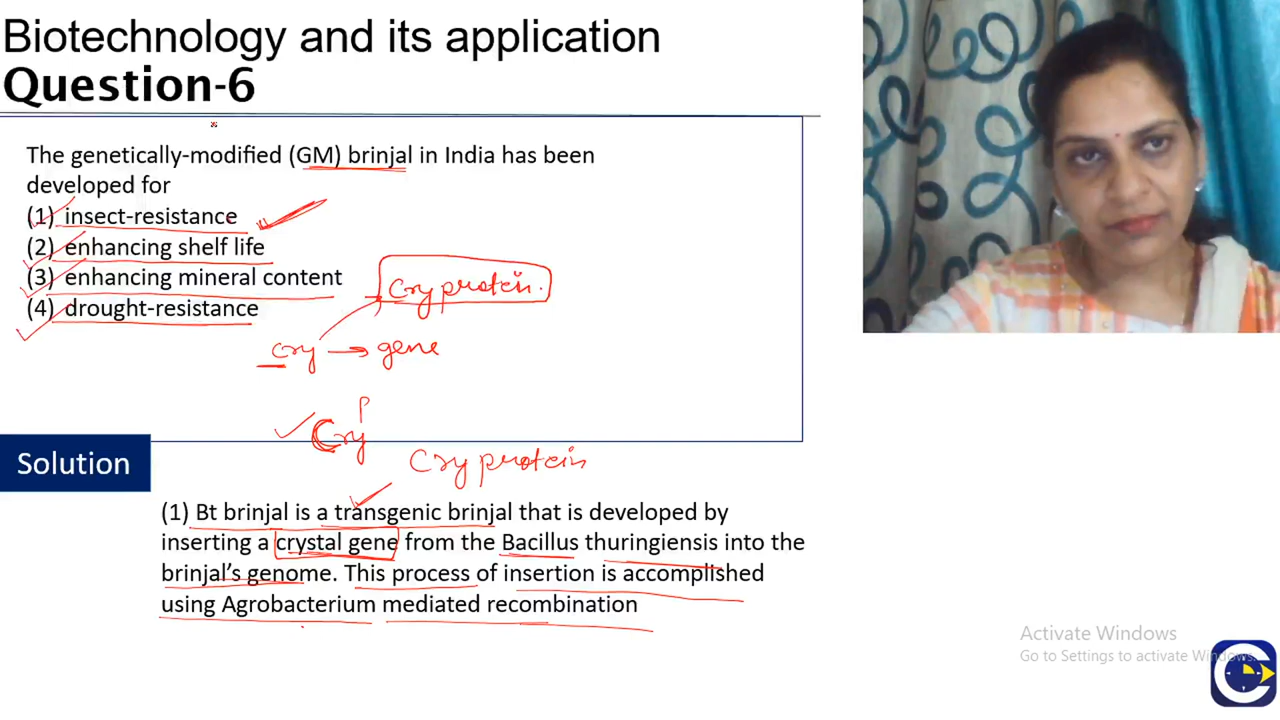 Biotechnology and its application
Question-6
The genetically-modified (GM) brinjal in India has been
developed for
(1) insect-resistance
(2) enhancing shelf life
(3) enhancing mineral content
(4) drought-resistance
Cry protein.
cry → gene
P
Cry
Cry protein
Solution
(1) Bt brinjal is a transgenic brinjal that is developed by
inserting a crystal gene from the Bacillus thuringiensis into the
brinjal's genome. This process of insertion is accomplished
using Agrobacterium mediated recombination
Activate Windows
Go to Settings to activate Windows.